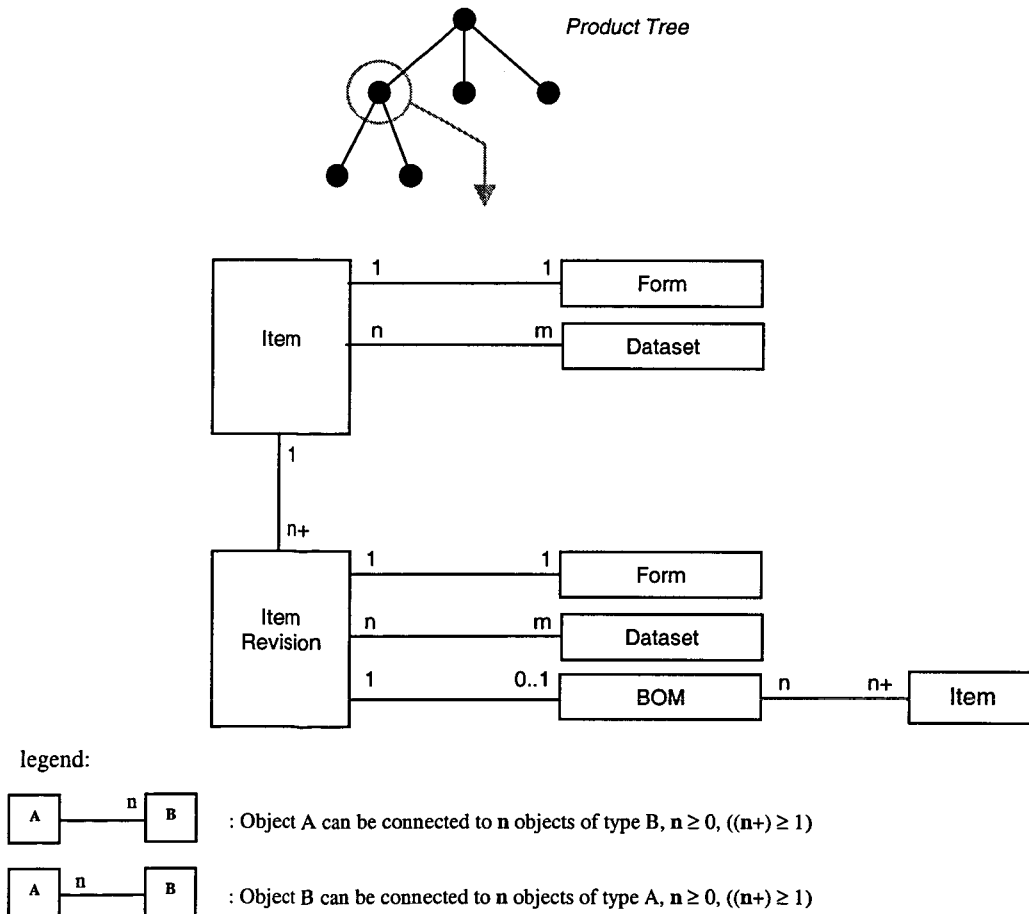 Product Tree
1 1
Form
Item
n m
Dataset
1
n+
1 1
Form
Item
Revision
n m
Dataset
1 0..1
BOM
n n+
Item
legend:
A n B : Object A can be connected to n objects of type B, n ≥ 0, ((n+) ≥ 1)
A n B : Object B can be connected to n objects of type A, n ≥ 0, ((n+) ≥ 1)